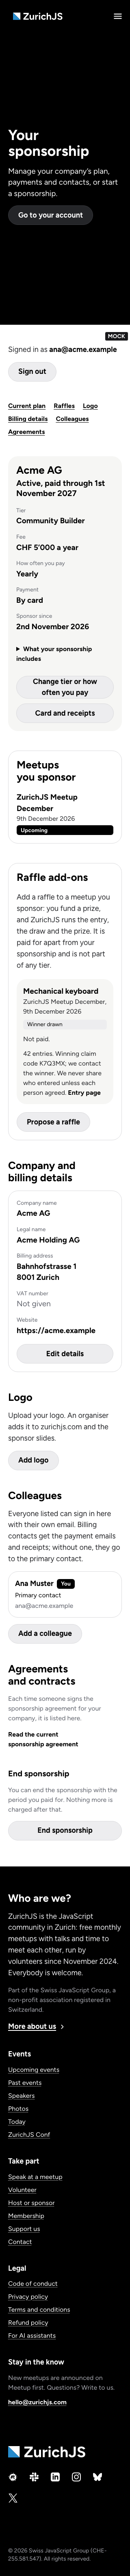 ZurichJS
Your
sponsorship
Manage your company's plan,
payments and contacts, or start
a sponsorship.
Go to your account
MOCK
Signed in as ana@acme.example
Sign out
Current plan Raffles Logo
Billing details Colleagues
Agreements
Acme AG
Active, paid through 1st
November 2027
Tier
Community Builder
Fee
CHF 5'000 a year
How often you pay
Yearly
Payment
By card
Sponsor since
2nd November 2026
▶ What your sponsorship
includes
Change tier or how
often you pay
Card and receipts
Meetups
you sponsor
ZurichJS Meetup
December
9th December 2026
Upcoming
Raffle add-ons
Add a raffle to a meetup you
sponsor: you fund a prize,
and ZurichJS runs the entry,
the draw and the prize. It is
paid for apart from your
sponsorship and is not part
of any tier.
Mechanical keyboard
ZurichJS Meetup December,
9th December 2026
Winner drawn
Not paid.
42 entries. Winning claim
code K7Q3MX; we contact
the winner. We never share
who entered unless each
person agreed. Entry page
Propose a raffle
Company and
billing details
Company name
Acme AG
Legal name
Acme Holding AG
Billing address
Bahnhofstrasse 1
8001 Zurich
VAT number
Not given
Website
https://acme.example
Edit details
Logo
Upload your logo. An organiser
adds it to zurichjs.com and the
sponsor slides.
Add logo
Colleagues
Everyone listed can sign in here
with their own email. Billing
contacts get the payment emails
and receipts; without one, they go
to the primary contact.
Ana Muster You
Primary contact
ana@acme.example
Add a colleague
Agreements
and contracts
Each time someone signs the
sponsorship agreement for your
company, it is listed here.
Read the current
sponsorship agreement
End sponsorship
You can end the sponsorship with the
period you paid for. Nothing more is
charged after that.
End sponsorship
Who are we?
ZurichJS is the JavaScript
community in Zurich: free monthly
meetups with talks and time to
meet each other, run by
volunteers since November 2024.
Everybody is welcome.
Part of the Swiss JavaScript Group, a
non profit association registered in
Switzerland.
More about us >
Events
Upcoming events
Past events
Speakers
Photos
Today
ZurichJS Conf
Take part
Speak at a meetup
Volunteer
Host or sponsor
Membership
Support us
Contact
Legal
Code of conduct
Privacy policy
Terms and conditions
Refund policy
For AI assistants
Stay in the know
New meetups are announced on
Meetup first. Questions? Write to us.
hello@zurichjs.com
ZurichJS
© 2026 Swiss JavaScript Group (CHE-
255.581.547). All rights reserved.